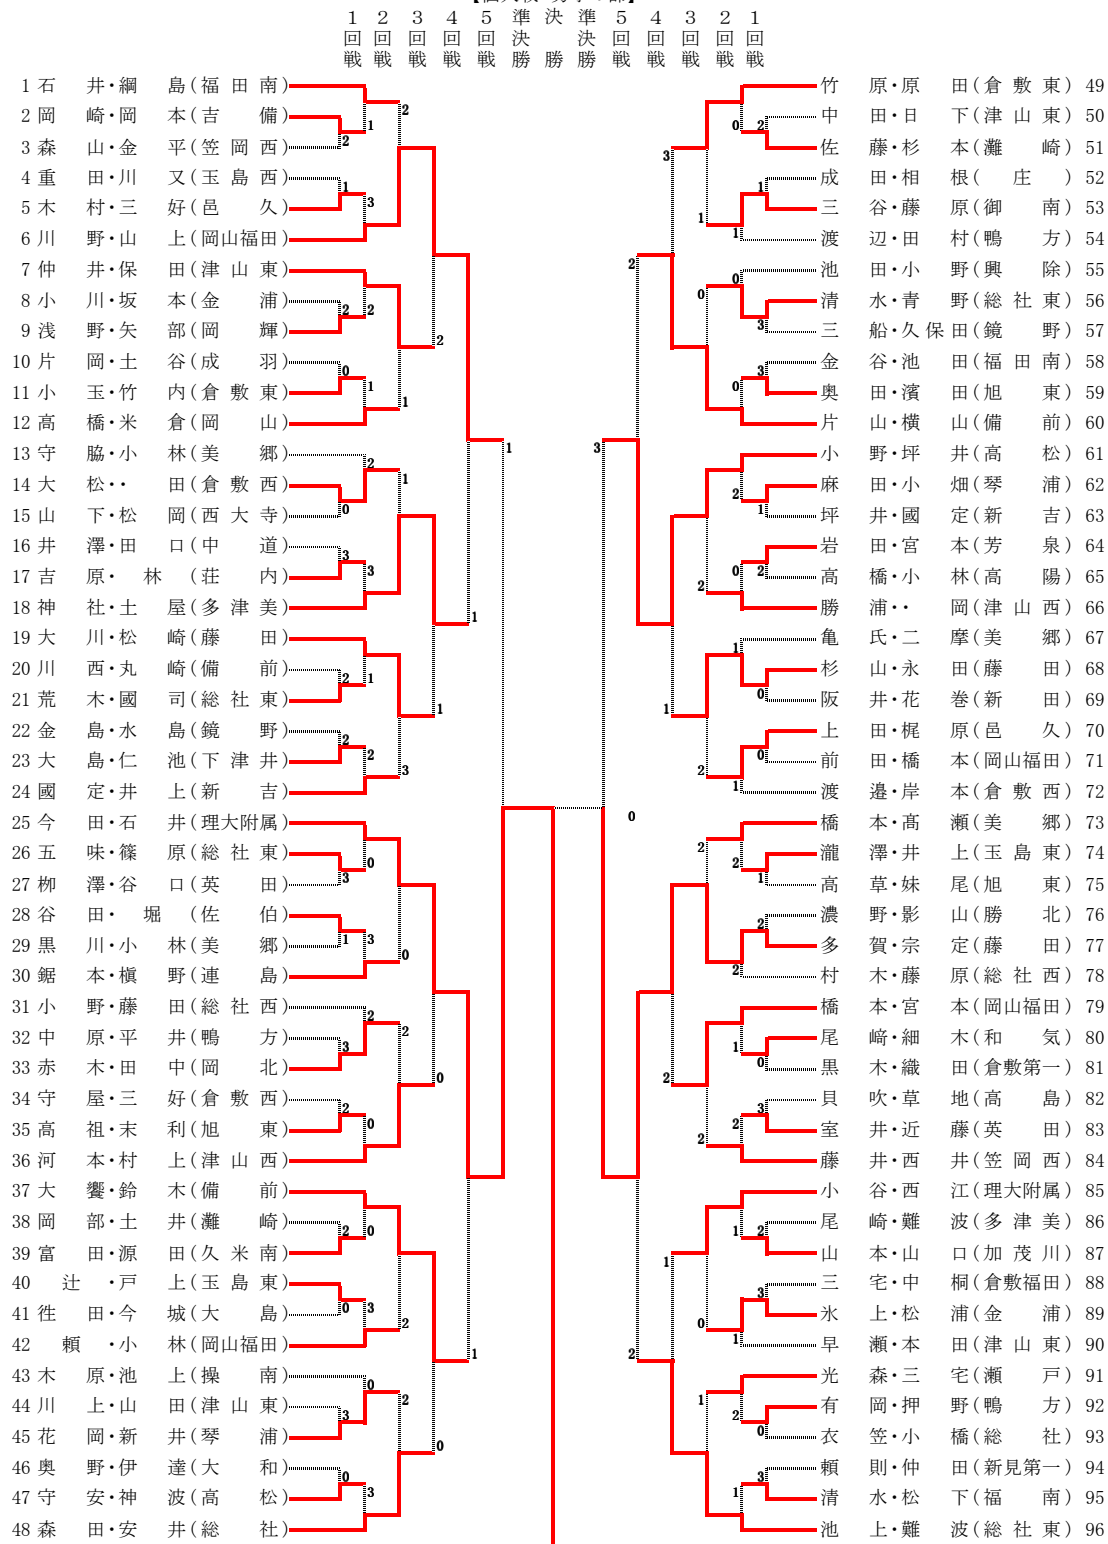 1回戦 2回戦 3回戦 4回戦 5回戦 準決勝 決勝 準決勝 5回戦 4回戦 3回戦 2回戦 1回戦
1 石井・綱島(福田南) 竹原・原田(倉敷東) 49
2 岡崎・岡本(吉備) 中田・日下(津山東) 50
3 森山・金平(笠岡西) 佐藤・杉本(灘崎) 51
4 重田・川又(玉島西) 成田・相根(庄) 52
5 木村・三好(邑久) 三谷・藤原(御南) 53
6 川野・山上(岡山福田) 渡辺・田村(鴨方) 54
7 仲井・保田(津山東) 池田・小野(興除) 55
8 小川・坂本(金浦) 清水・青野(総社東) 56
9 浅野・矢部(岡輝) 三船・久保田(鏡野) 57
10 片岡・土谷(成羽) 金谷・池田(福田南) 58
11 小玉・竹内(倉敷東) 奥田・濱田(旭東) 59
12 高橋・米倉(岡山) 片山・横山(備前) 60
13 守脇・小林(美郷) 小野・坪井(高松) 61
14 大松・・田(倉敷西) 麻田・小畑(琴浦) 62
15 山下・松岡(西大寺) 坪井・國定(新吉) 63
16 井澤・田口(中道) 岩田・宮本(芳泉) 64
17 吉原・林(荘内) 高橋・小林(高陽) 65
18 神社・土屋(多津美) 勝浦・・岡(津山西) 66
19 大川・松崎(藤田) 亀氏・二摩(美郷) 67
20 川西・丸崎(備前) 杉山・永田(藤田) 68
21 荒木・國司(総社東) 阪井・花巻(新田) 69
22 金島・水島(鏡野) 上田・梶原(邑久) 70
23 大島・仁池(下津井) 前田・橋本(岡山福田) 71
24 國定・井上(新吉) 渡邉・岸本(倉敷西) 72
25 今田・石井(理大附属) 橋本・髙瀬(美郷) 73
26 五味・篠原(総社東) 瀧澤・井上(玉島東) 74
27 栁澤・谷口(英田) 高草・妹尾(旭東) 75
28 谷田・堀(佐伯) 濃野・影山(勝北) 76
29 黒川・小林(美郷) 多賀・宗定(藤田) 77
30 鋸本・槇野(連島) 村木・藤原(総社西) 78
31 小野・藤田(総社西) 橋本・宮本(岡山福田) 79
32 中原・平井(鴨方) 尾﨑・細木(和気) 80
33 赤木・田中(岡北) 黒木・織田(倉敷第一) 81
34 守屋・三好(倉敷西) 貝吹・草地(高島) 82
35 高祖・末利(旭東) 室井・近藤(英田) 83
36 河本・村上(津山西) 藤井・西井(笠岡西) 84
37 大饗・鈴木(備前) 小谷・西江(理大附属) 85
38 岡部・土井(灘崎) 尾崎・難波(多津美) 86
39 富田・源田(久米南) 山本・山口(加茂川) 87
40 辻・戸上(玉島東) 三宅・中桐(倉敷福田) 88
41 徃田・今城(大島) 氷上・松浦(金浦) 89
42 頼・小林(岡山福田) 早瀬・本田(津山東) 90
43 木原・池上(操南) 光森・三宅(瀬戸) 91
44 川上・山田(津山東) 有岡・押野(鴨方) 92
45 花岡・新井(琴浦) 衣笠・小橋(総社) 93
46 奥野・伊達(大和) 頼則・仲田(新見第一) 94
47 守安・神波(高松) 清水・松下(福南) 95
48 森田・安井(総社) 池上・難波(総社東) 96